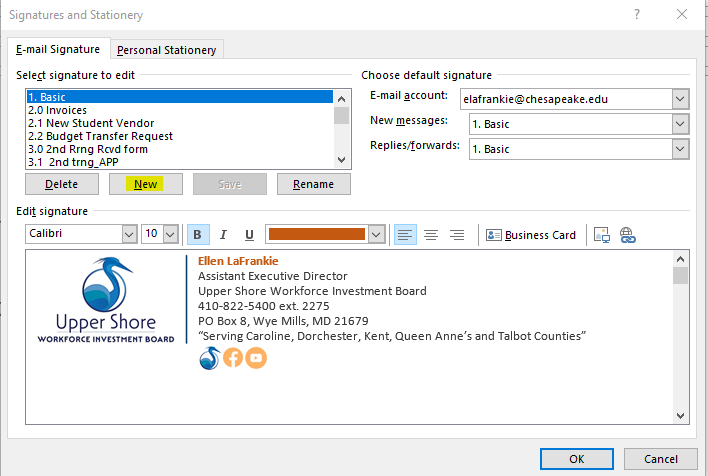 Signatures and Stationery ?
E-mail Signature Personal Stationery
Select signature to edit
1. Basic
2.0 Invoices
2.1 New Student Vendor
2.2 Budget Transfer Request
3.0 2nd Rrng Rcvd form
3.1 2nd trng_APP
Delete New Save Rename
Choose default signature
E-mail account: elafrankie@chesapeake.edu
New messages: 1. Basic
Replies/forwards: 1. Basic
Edit signature
Calibri 10 B I U Business Card
Upper Shore
WORKFORCE INVESTMENT BOARD
Ellen LaFrankie
Assistant Executive Director
Upper Shore Workforce Investment Board
410-822-5400 ext. 2275
PO Box 8, Wye Mills, MD 21679
“Serving Caroline, Dorchester, Kent, Queen Anne’s and Talbot Counties”
OK Cancel